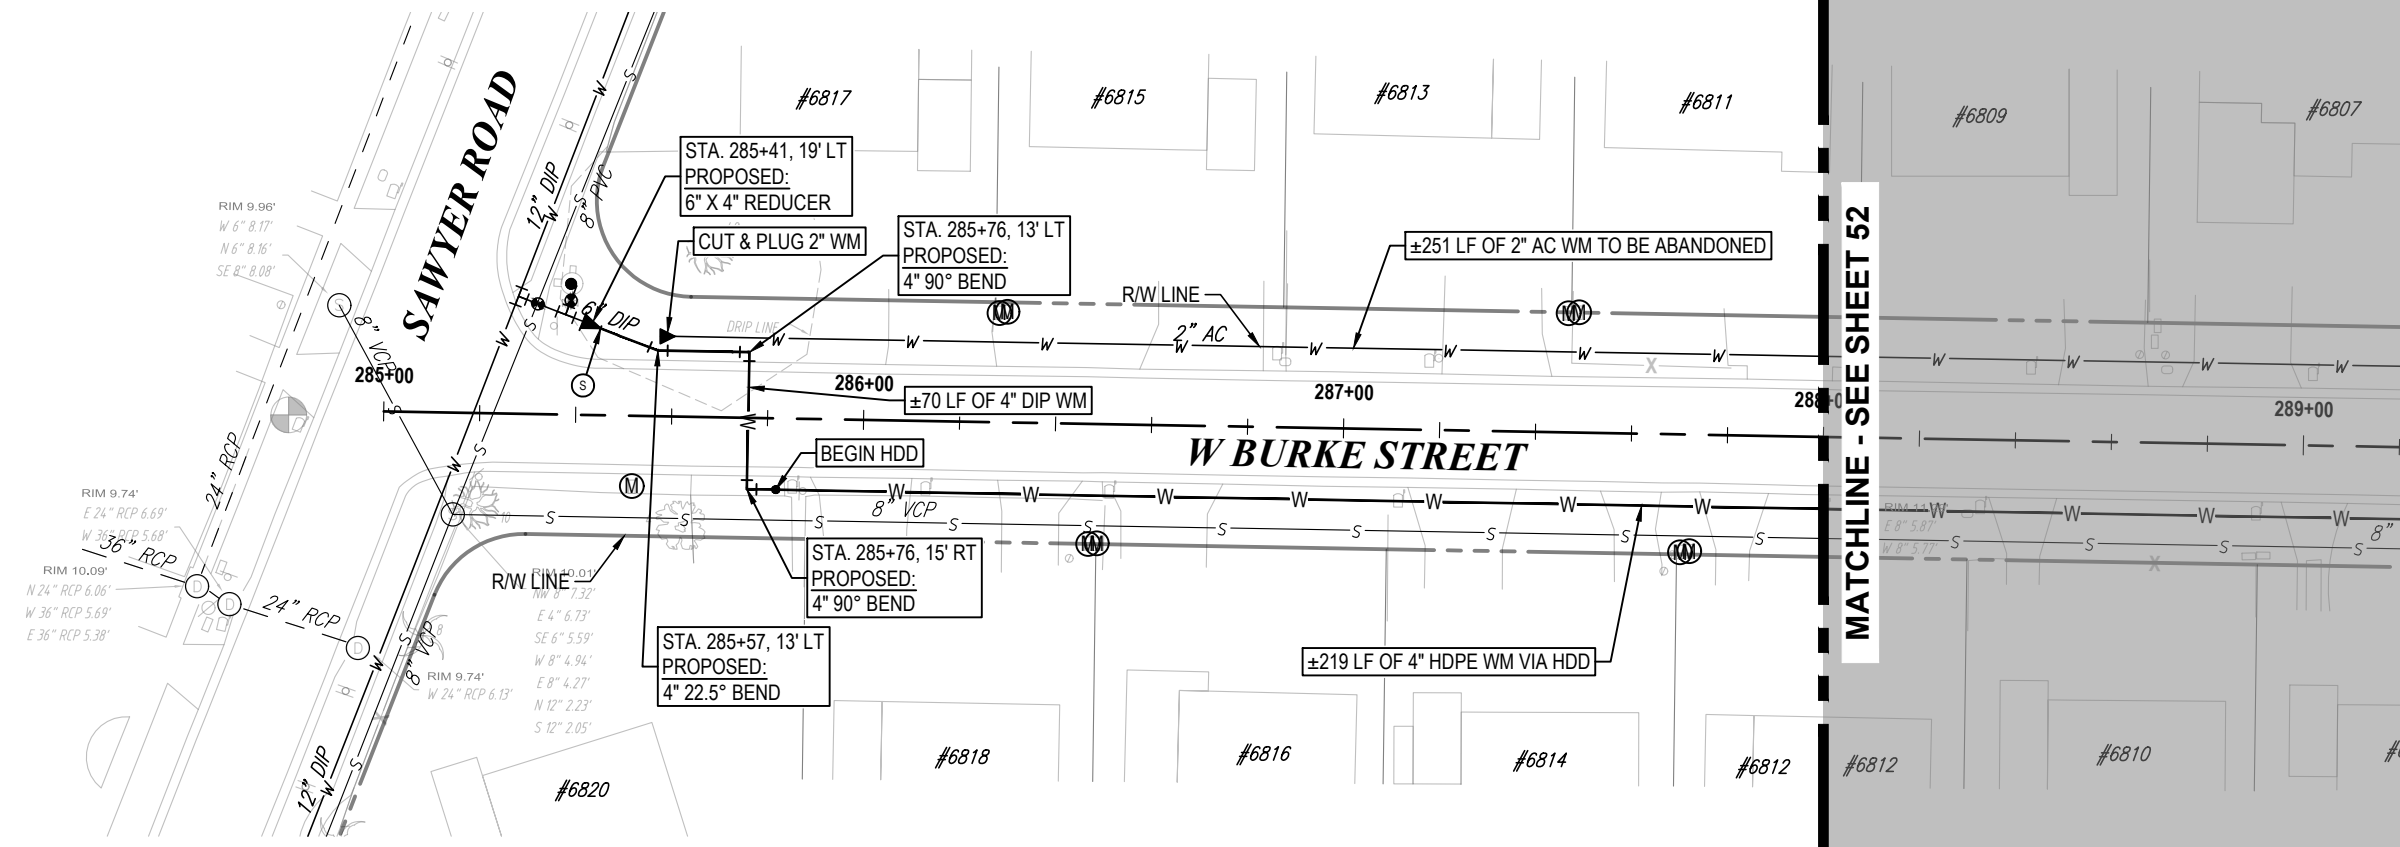 SAWYER ROAD
12" DIP
8" PVC
#6817
#6815
#6813
#6811
#6809
#6807
STA. 285+41, 19' LT
PROPOSED:
6" X 4" REDUCER
CUT & PLUG 2" WM
STA. 285+76, 13' LT
PROPOSED:
4" 90° BEND
±251 LF OF 2" AC WM TO BE ABANDONED
R/W LINE
2" AC
DRIP LINE
6" DIP
RIM 9.96'
W 6" 8.17'
N 6" 8.16'
SE 8" 8.08'
8" VCP
285+00
286+00
287+00
289+00
±70 LF OF 4" DIP WM
W BURKE STREET
BEGIN HDD
8" VCP
MATCHLINE - SEE SHEET 52
24" RCP
RIM 9.74'
E 24" RCP 6.69'
W 36" RCP 5.68'
36" RCP
RIM 10.09'
N 24" RCP 6.06'
W 36" RCP 5.69'
E 36" RCP 5.38'
24" RCP
R/W LINE
RIM 10.01'
NW 8" 7.32'
E 4" 6.73'
SE 6" 5.59'
W 8" 4.94'
E 8" 4.27'
N 12" 2.23'
S 12" 2.05'
RIM 9.74'
W 24" RCP 6.13'
8" VCP
12" DIP
STA. 285+76, 15' RT
PROPOSED:
4" 90° BEND
STA. 285+57, 13' LT
PROPOSED:
4" 22.5° BEND
±219 LF OF 4" HDPE WM VIA HDD
E 8" 5.87'
W 8" 5.77'
8"
#6820
#6818
#6816
#6814
#6812
#6812
#6810